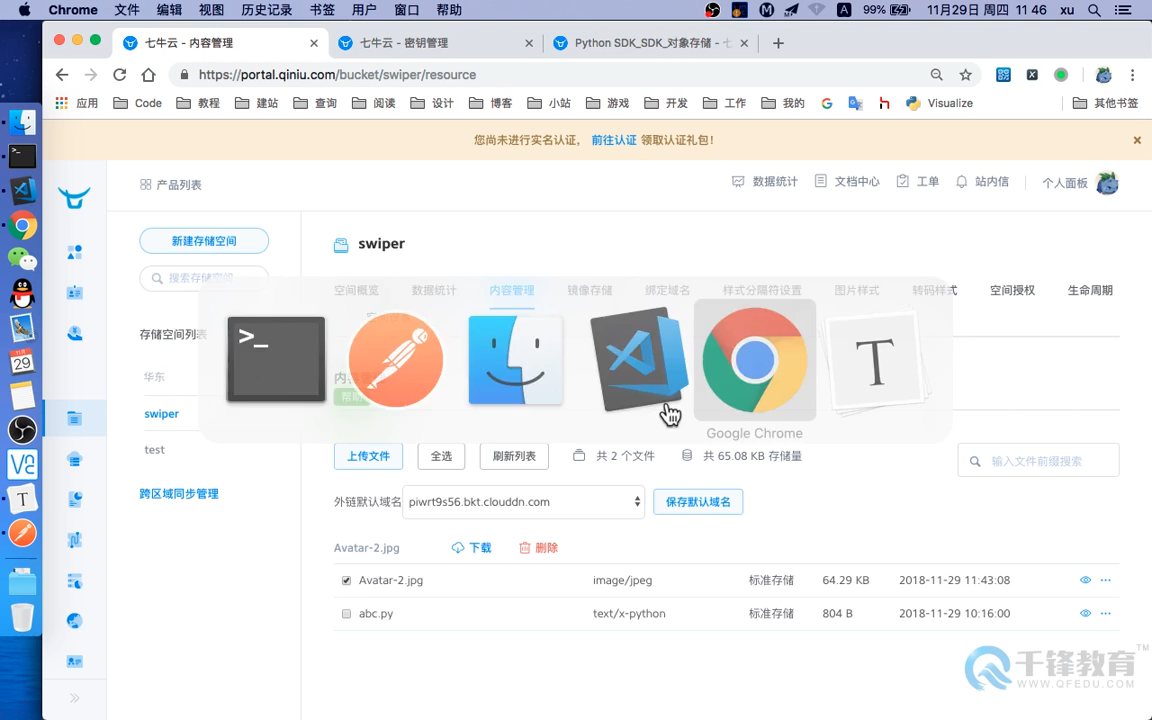 Chrome 文件 编辑 视图 历史记录 书签 用户 窗口 帮助 99% 11月29日 周四 11 46 xu
七牛云 - 内容管理 七牛云 - 密钥管理 Python SDK_SDK_对象存储 - 七
https://portal.qiniu.com/bucket/swiper/resource
应用 Code 教程 建站 查询 阅读 设计 博客 小站 游戏 开发 工作 我的 Visualize 其他书签
您尚未进行实名认证， 前往认证 领取认证礼包！
产品列表 数据统计 文档中心 工单 站内信 个人面板
新建存储空间
搜索存储空间
swiper
空间概览 数据统计 内容管理 镜像存储 绑定域名 样式分隔符设置 图片样式 转码样式 空间授权 生命周期
存储空间列表
华东
swiper
test
跨区域同步管理
内容管理
帮助
Google Chrome
上传文件 全选 刷新列表 共 2 个文件 共 65.08 KB 存储量 输入文件前缀搜索
外链默认域名 piwrt9s56.bkt.clouddn.com 保存默认域名
Avatar-2.jpg 下载 删除
Avatar-2.jpg image/jpeg 标准存储 64.29 KB 2018-11-29 11:43:08
abc.py text/x-python 标准存储 804 B 2018-11-29 10:16:00
千锋教育 TM
WWW.QFEDU.COM